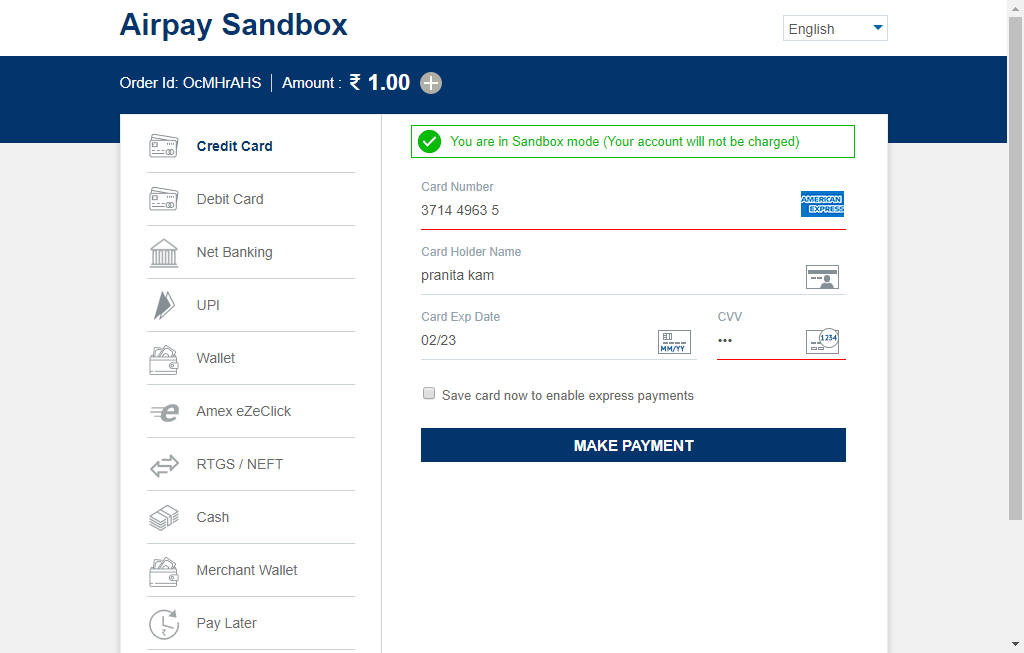 Airpay Sandbox
English
Order Id: OcMHrAHS | Amount : ₹ 1.00
Credit Card
Debit Card
Net Banking
UPI
Wallet
Amex eZeClick
RTGS / NEFT
Cash
Merchant Wallet
Pay Later
You are in Sandbox mode (Your account will not be charged)
Card Number
3714 4963 5
AMERICAN
EXPRESS
Card Holder Name
pranita kam
Card Exp Date
02/23
MM/YY
CVV
•••
1234
Save card now to enable express payments
MAKE PAYMENT